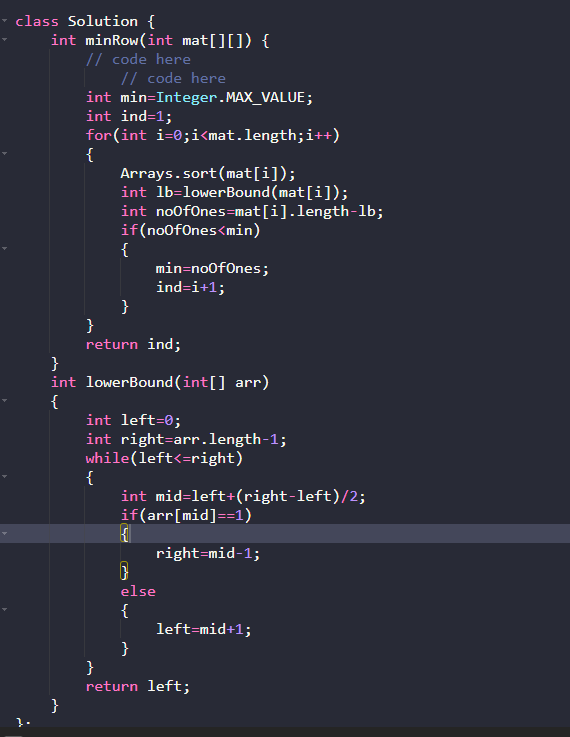 class Solution {
    int minRow(int mat[][]) {
        // code here
            // code here
        int min=Integer.MAX_VALUE;
        int ind=1;
        for(int i=0;i<mat.length;i++)
        {
            Arrays.sort(mat[i]);
            int lb=lowerBound(mat[i]);
            int noOfOnes=mat[i].length-lb;
            if(noOfOnes<min)
            {
                min=noOfOnes;
                ind=i+1;
            }
        }
        return ind;
    }
    int lowerBound(int[] arr)
    {
        int left=0;
        int right=arr.length-1;
        while(left<=right)
        {
            int mid=left+(right-left)/2;
            if(arr[mid]==1)
            {
                right=mid-1;
            }
            else
            {
                left=mid+1;
            }
        }
        return left;
    }
};